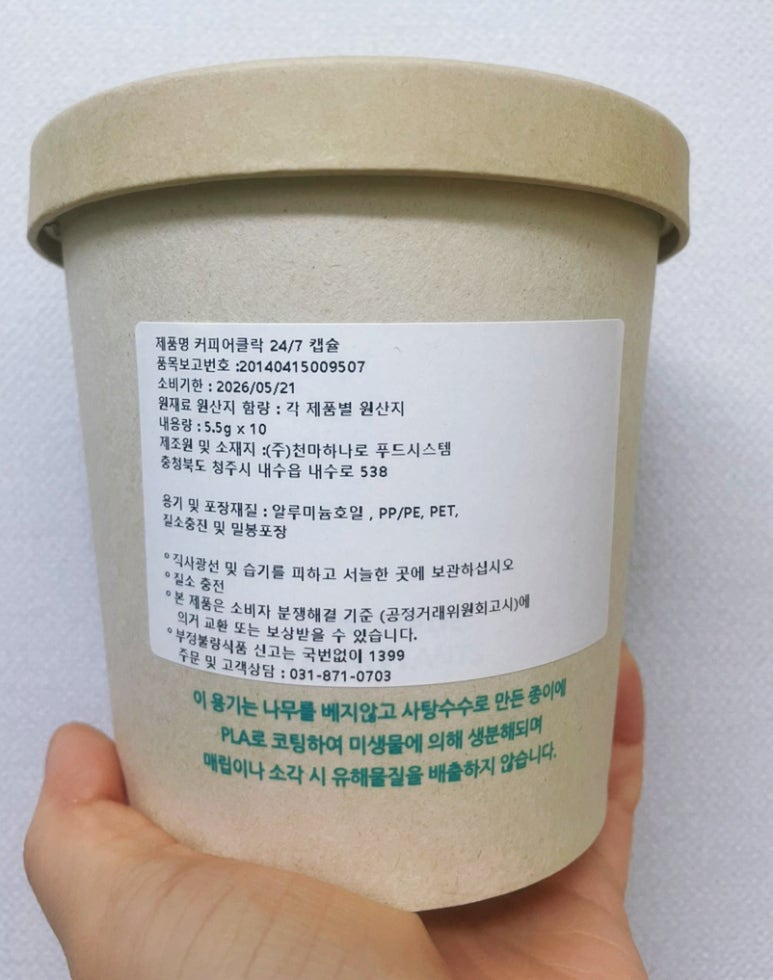 제품명 커피어클락 24/7 캡슐
품목보고번호 :20140415009507
소비기한 : 2026/05/21
원재료 원산지 함량 : 각 제품별 원산지
내용량 : 5.5g x 10
제조원 및 소재지 :(주)천마하나로 푸드시스템
충청북도 청주시 내수읍 내수로 538
용기 및 포장재질 : 알루미늄호일 , PP/PE, PET,
질소충진 및 밀봉포장
°직사광선 및 습기를 피하고 서늘한 곳에 보관하십시오
°질소 충전
°본 제품은 소비자 분쟁해결 기준 (공정거래위원회고시)에
의거 교환 또는 보상받을 수 있습니다.
°부정불량식품 신고는 국번없이 1399
주문 및 고객상담 : 031-871-0703
이 용기는 나무를 베지않고 사탕수수로 만든 종이에
PLA로 코팅하여 미생물에 의해 생분해되며
매립이나 소각 시 유해물질을 배출하지 않습니다.